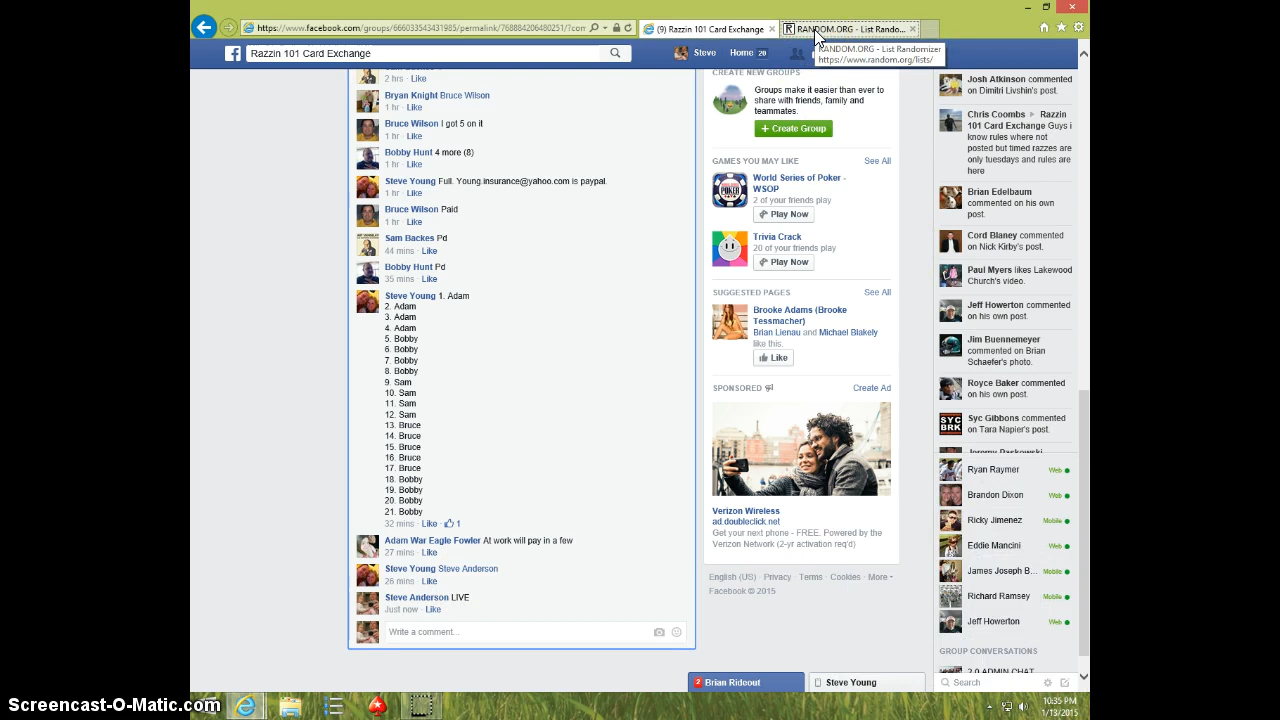 https://www.facebook.com/groups/666033543431985/permalink/768884206480251/?com
(9) Razzin 101 Card Exchange
RANDOM.ORG - List Rando...
RANDOM.ORG - List Randomizer
https://www.random.org/lists/
Razzin 101 Card Exchange
Steve
Home 20
2 hrs · Like
Bryan Knight Bruce Wilson
1 hr · Like
Bruce Wilson I got 5 on it
1 hr · Like
Bobby Hunt 4 more (8)
1 hr · Like
Steve Young Full. Young.insurance@yahoo.com is paypal.
1 hr · Like
Bruce Wilson Paid
1 hr · Like
Sam Backes Pd
44 mins · Like
Bobby Hunt Pd
35 mins · Like
Steve Young 1. Adam
2. Adam
3. Adam
4. Adam
5. Bobby
6. Bobby
7. Bobby
8. Bobby
9. Sam
10. Sam
11. Sam
12. Sam
13. Bruce
14. Bruce
15. Bruce
16. Bruce
17. Bruce
18. Bobby
19. Bobby
20. Bobby
21. Bobby
32 mins · Like · 1
Adam War Eagle Fowler At work will pay in a few
27 mins · Like
Steve Young Steve Anderson
26 mins · Like
Steve Anderson LIVE
Just now · Like
Write a comment...
CREATE NEW GROUPS
Groups make it easier than ever to
share with friends, family and
teammates.
+ Create Group
GAMES YOU MAY LIKE See All
World Series of Poker -
WSOP
2 of your friends play
Play Now
Trivia Crack
20 of your friends play
Play Now
SUGGESTED PAGES See All
Brooke Adams (Brooke
Tessmacher)
Brian Lienau and Michael Blakely
like this.
Like
SPONSORED Create Ad
Verizon Wireless
ad.doubleclick.net
Get your next phone - FREE. Powered by the
Verizon Network (2-yr activation req'd)
English (US) · Privacy · Terms · Cookies · More
Facebook © 2015
Josh Atkinson commented
on Dimitri Livshin's post.
Chris Coombs ▸ Razzin
101 Card Exchange Guys i
know rules where not
posted but timed razzes are
only tuesdays and rules are
here
Brian Edelbaum
commented on his own
post.
Cord Blaney commented
on Nick Kirby's post.
Paul Myers likes Lakewood
Church's video.
Jeff Howerton commented
on his own post.
Jim Buennemeyer
commented on Brian
Schaefer's photo.
Royce Baker commented
on his own post.
Syc Gibbons commented
on Tara Napier's post.
Ryan Raymer Web
Brandon Dixon Web
Ricky Jimenez Mobile
Eddie Mancini Web
James Joseph B... Mobile
Richard Ramsey Mobile
Jeff Howerton Web
GROUP CONVERSATIONS
2.0 ADMIN CHAT
Search
2 Brian Rideout
Steve Young
10:35 PM
1/13/2015
Screencast-O-Matic.com